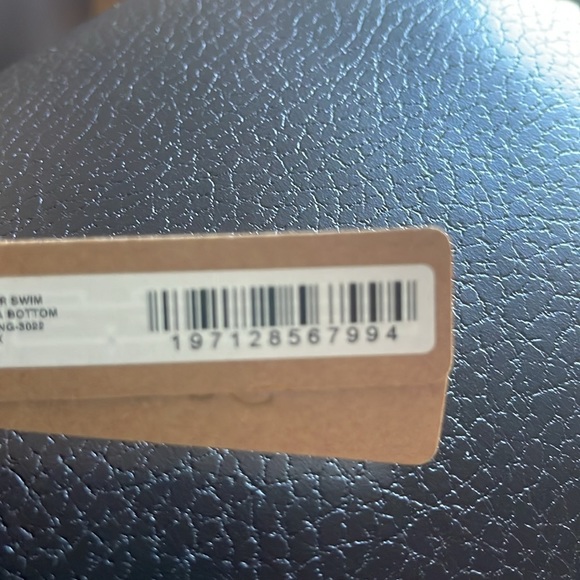 R SWIM
A BOTTOM
NG-3022
197128567994